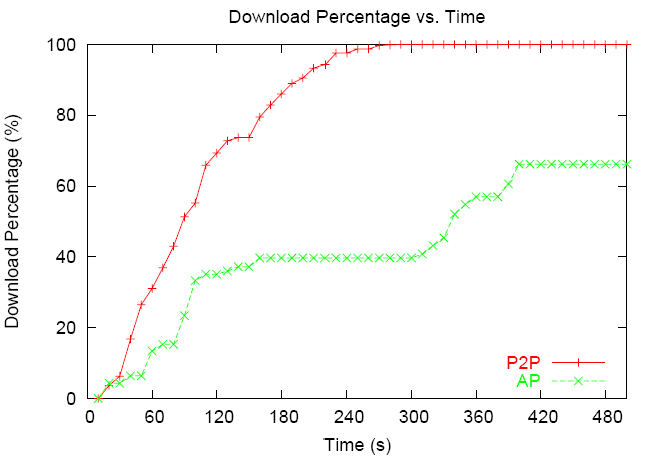 Download Percentage vs. Time
Download Percentage (%)
100
80
60
40
20
0
0 60 120 180 240 300 360 420 480
Time (s)
P2P
AP